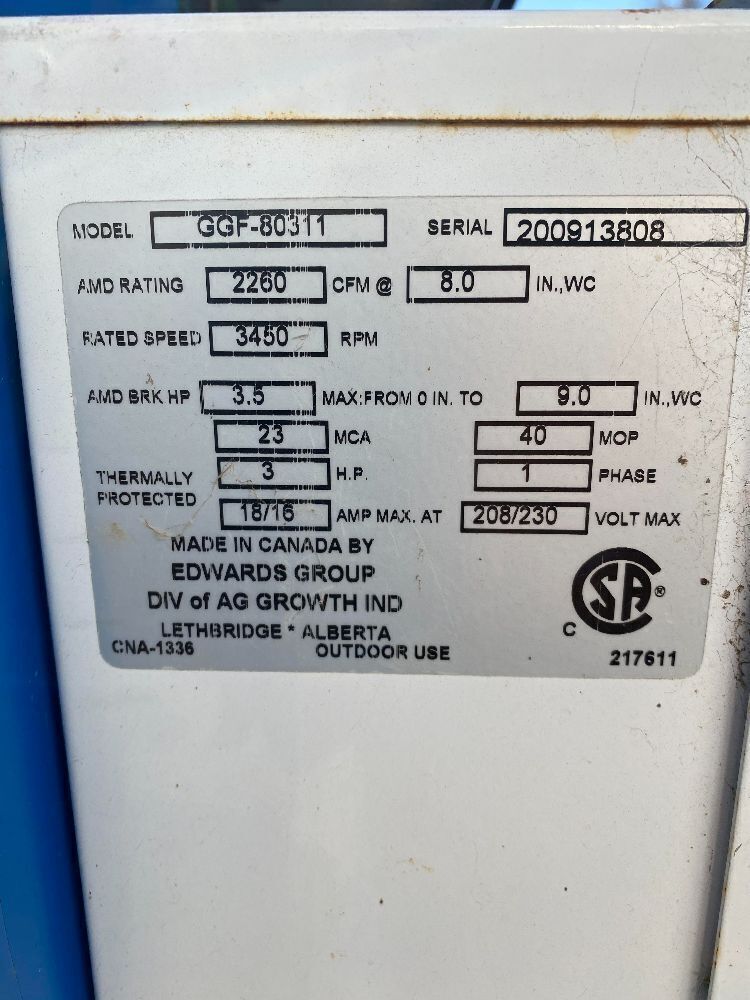 MODEL GGF-80311 SERIAL 200913808
AMD RATING 2260 CFM @ 8.0 IN.,WC
RATED SPEED 3450 RPM
AMD BRK HP 3.5 MAX:FROM 0 IN. TO 9.0 IN.,WC
23 MCA 40 MOP
THERMALLY PROTECTED 3 H.P. 1 PHASE
18/16 AMP MAX. AT 208/230 VOLT MAX
MADE IN CANADA BY
EDWARDS GROUP
DIV of AG GROWTH IND
LETHBRIDGE * ALBERTA
CNA-1336 OUTDOOR USE
C SA ®
217611